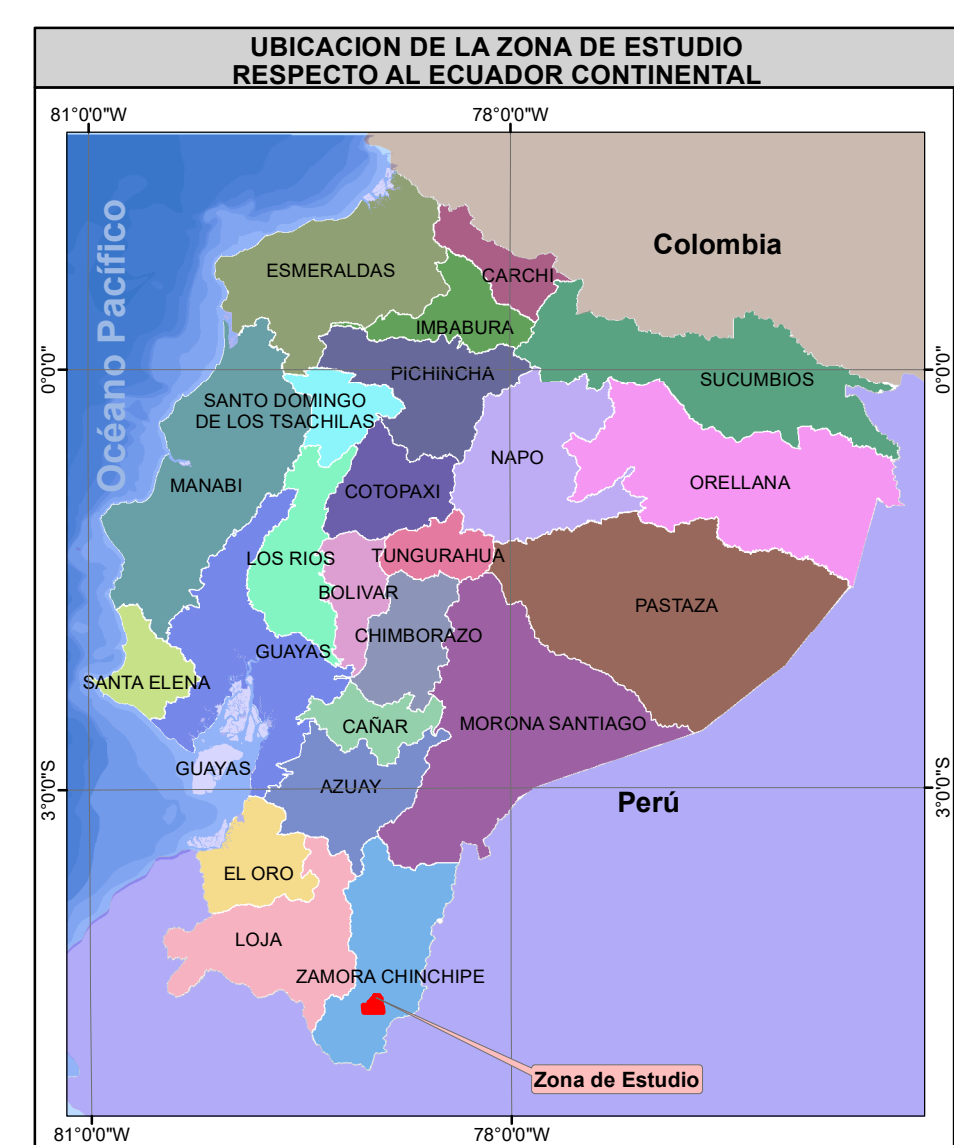 UBICACION DE LA ZONA DE ESTUDIO
RESPECTO AL ECUADOR CONTINENTAL
81°0'0"W
78°0'0"W
Océano Pacífico
Colombia
ESMERALDAS
CARCHI
IMBABURA
0°0'0"
0°0'0"
PICHINCHA
SUCUMBIOS
SANTO DOMINGO
DE LOS TSACHILAS
NAPO
MANABI
COTOPAXI
ORELLANA
LOS RIOS
TUNGURAHUA
BOLIVAR
PASTAZA
CHIMBORAZO
GUAYAS
SANTA ELENA
CAÑAR
MORONA SANTIAGO
GUAYAS
AZUAY
3°0'0"S
Perú
3°0'0"S
EL ORO
LOJA
ZAMORA CHINCHIPE
Zona de Estudio
81°0'0"W
78°0'0"W